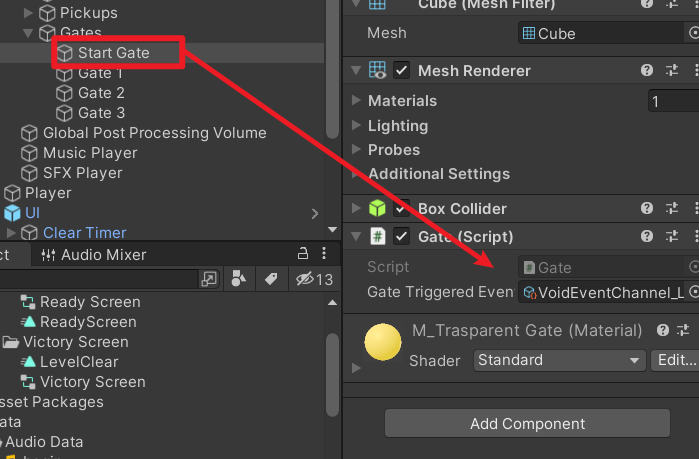 Pickups
Gates
Start Gate
Gate 1
Gate 2
Gate 3
Global Post Processing Volume
Music Player
SFX Player
Player
UI
Clear Timer
ct
Audio Mixer
13
Ready Screen
ReadyScreen
Victory Screen
LevelClear
Victory Screen
sset Packages
ata
Audio Data
Cube (Mesh Filter)
Mesh
Cube
Mesh Renderer
Materials
1
Lighting
Probes
Additional Settings
Box Collider
Gate (Script)
Script
Gate
Gate Triggered Event
VoidEventChannel_L
M_Trasparent Gate (Material)
Shader
Standard
Edit...
Add Component